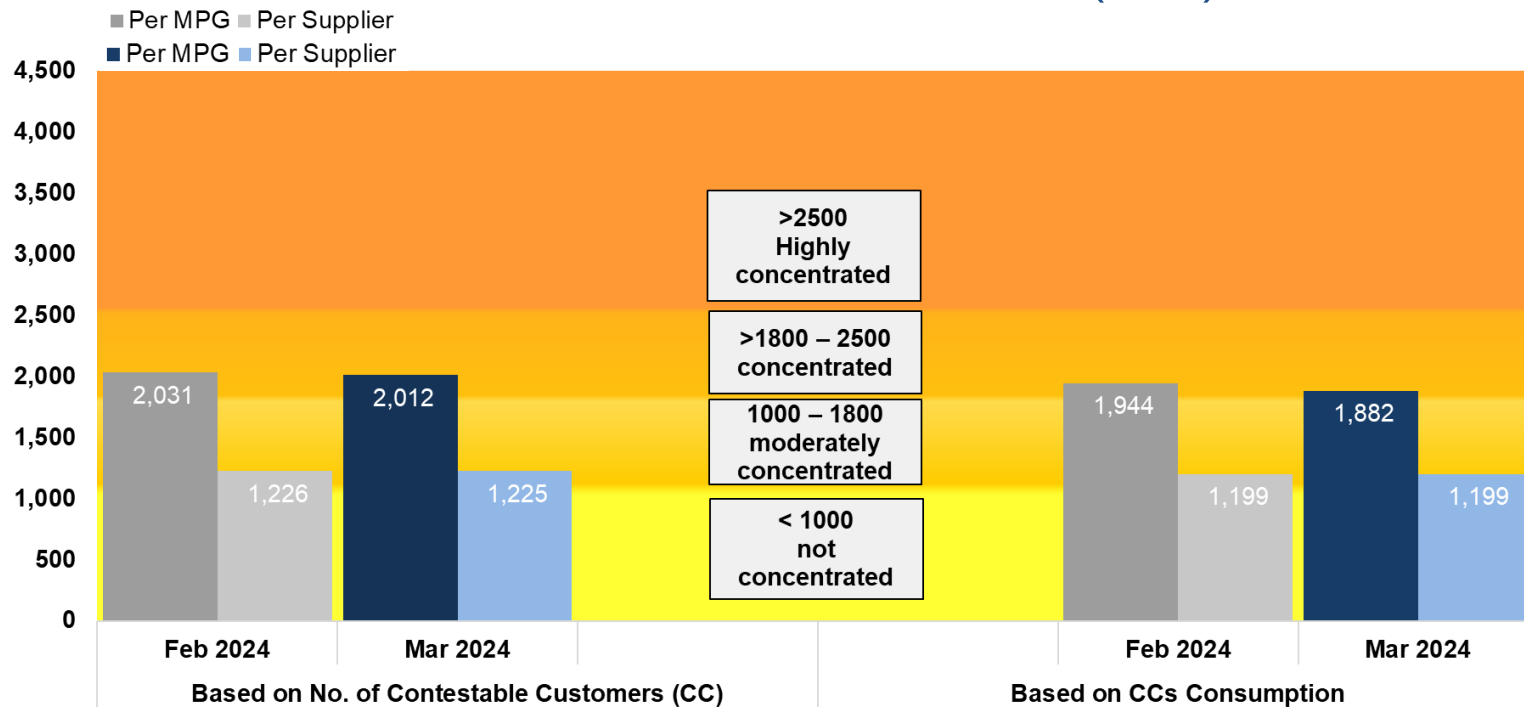 Per MPG Per Supplier
Per MPG Per Supplier
4,500
4,000
3,500
3,000
2,500
2,000
1,500
1,000
500
0
>2500
Highly
concentrated
>1800 – 2500
concentrated
1000 – 1800
moderately
concentrated
< 1000
not
concentrated
2,031
1,226
2,012
1,225
1,944
1,199
1,882
1,199
Feb 2024 Mar 2024 Feb 2024 Mar 2024
Based on No. of Contestable Customers (CC) Based on CCs Consumption